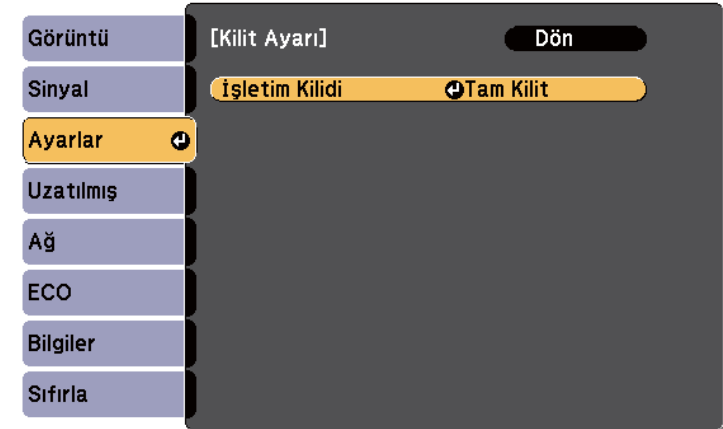 Görüntü
Sinyal
Ayarlar
Uzatılmış
Ağ
ECO
Bilgiler
Sıfırla
[Kilit Ayarı] Dön
İşletim Kilidi Tam Kilit